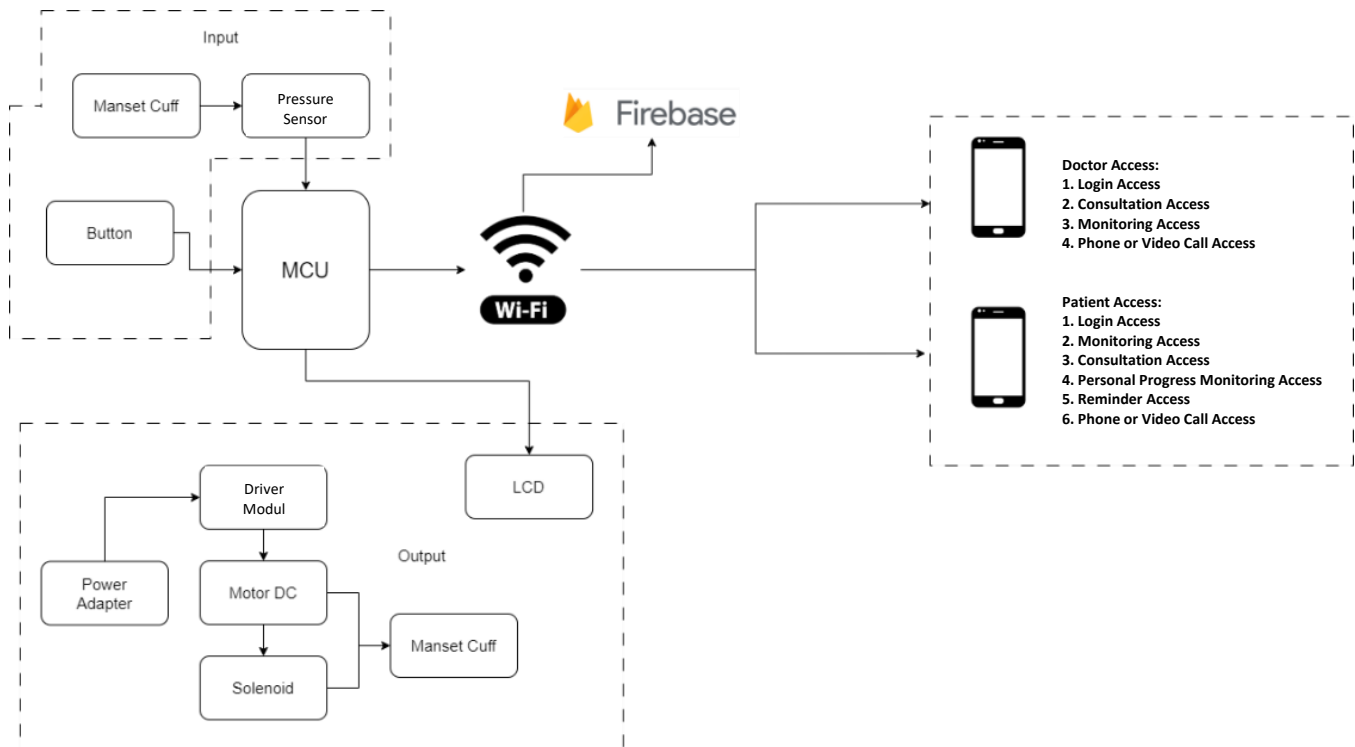 Input
Manset Cuff
Pressure
Sensor
Button
MCU
Firebase
Wi-Fi
Doctor Access:
1. Login Access
2. Consultation Access
3. Monitoring Access
4. Phone or Video Call Access
Patient Access:
1. Login Access
2. Monitoring Access
3. Consultation Access
4. Personal Progress Monitoring Access
5. Reminder Access
6. Phone or Video Call Access
LCD
Driver
Modul
Output
Power
Adapter
Motor DC
Manset Cuff
Solenoid